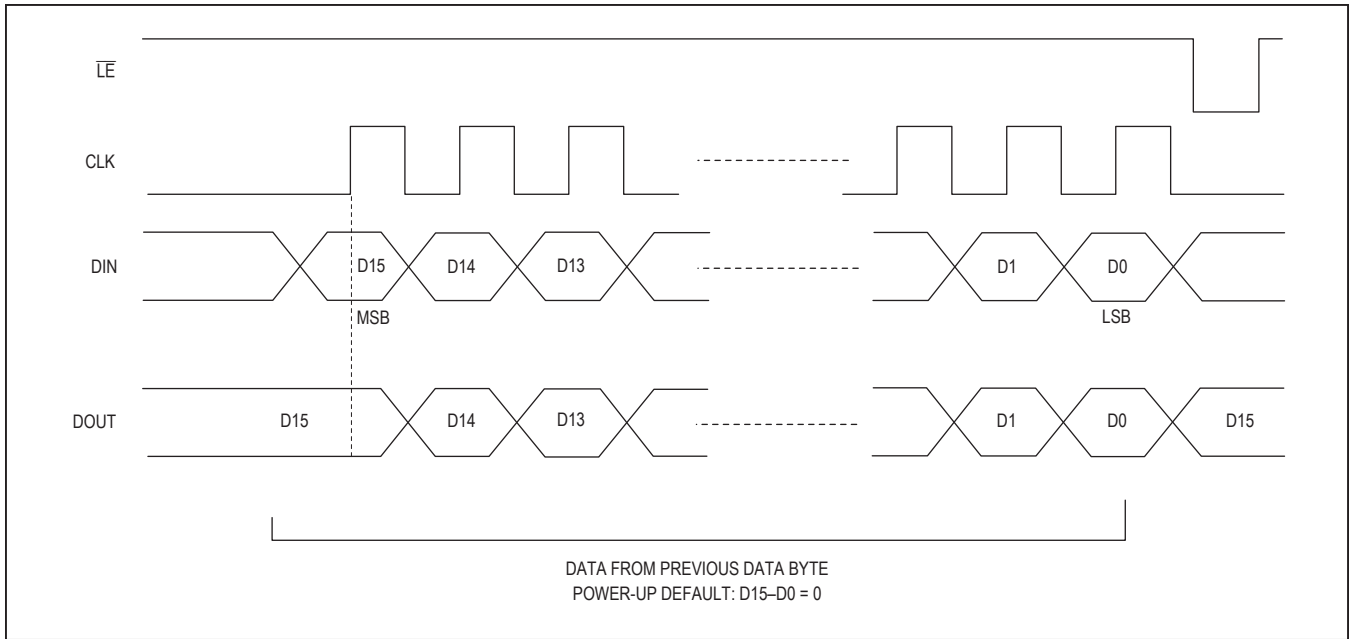 LE
CLK
DIN D15 D14 D13 D1 D0
MSB LSB
DOUT D15 D14 D13 D1 D0 D15
DATA FROM PREVIOUS DATA BYTE
POWER-UP DEFAULT: D15–D0 = 0